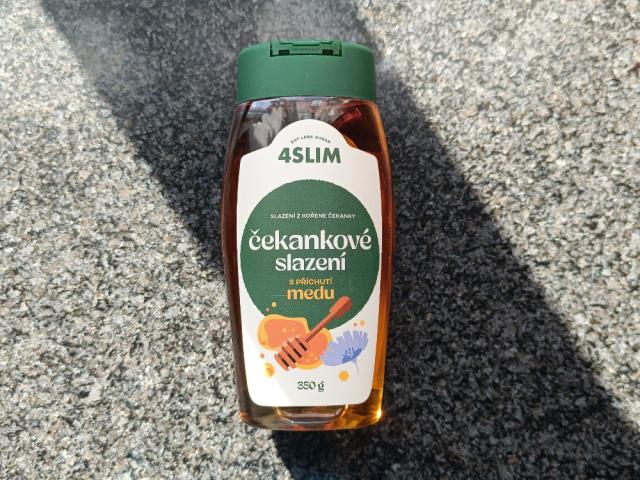 EAT LESS SUGAR
4SLIM
SLAZENÍ Z KOŘENE ČEKANKY
čekankové
slazení
S PŘÍCHUTÍ
medu
350 g